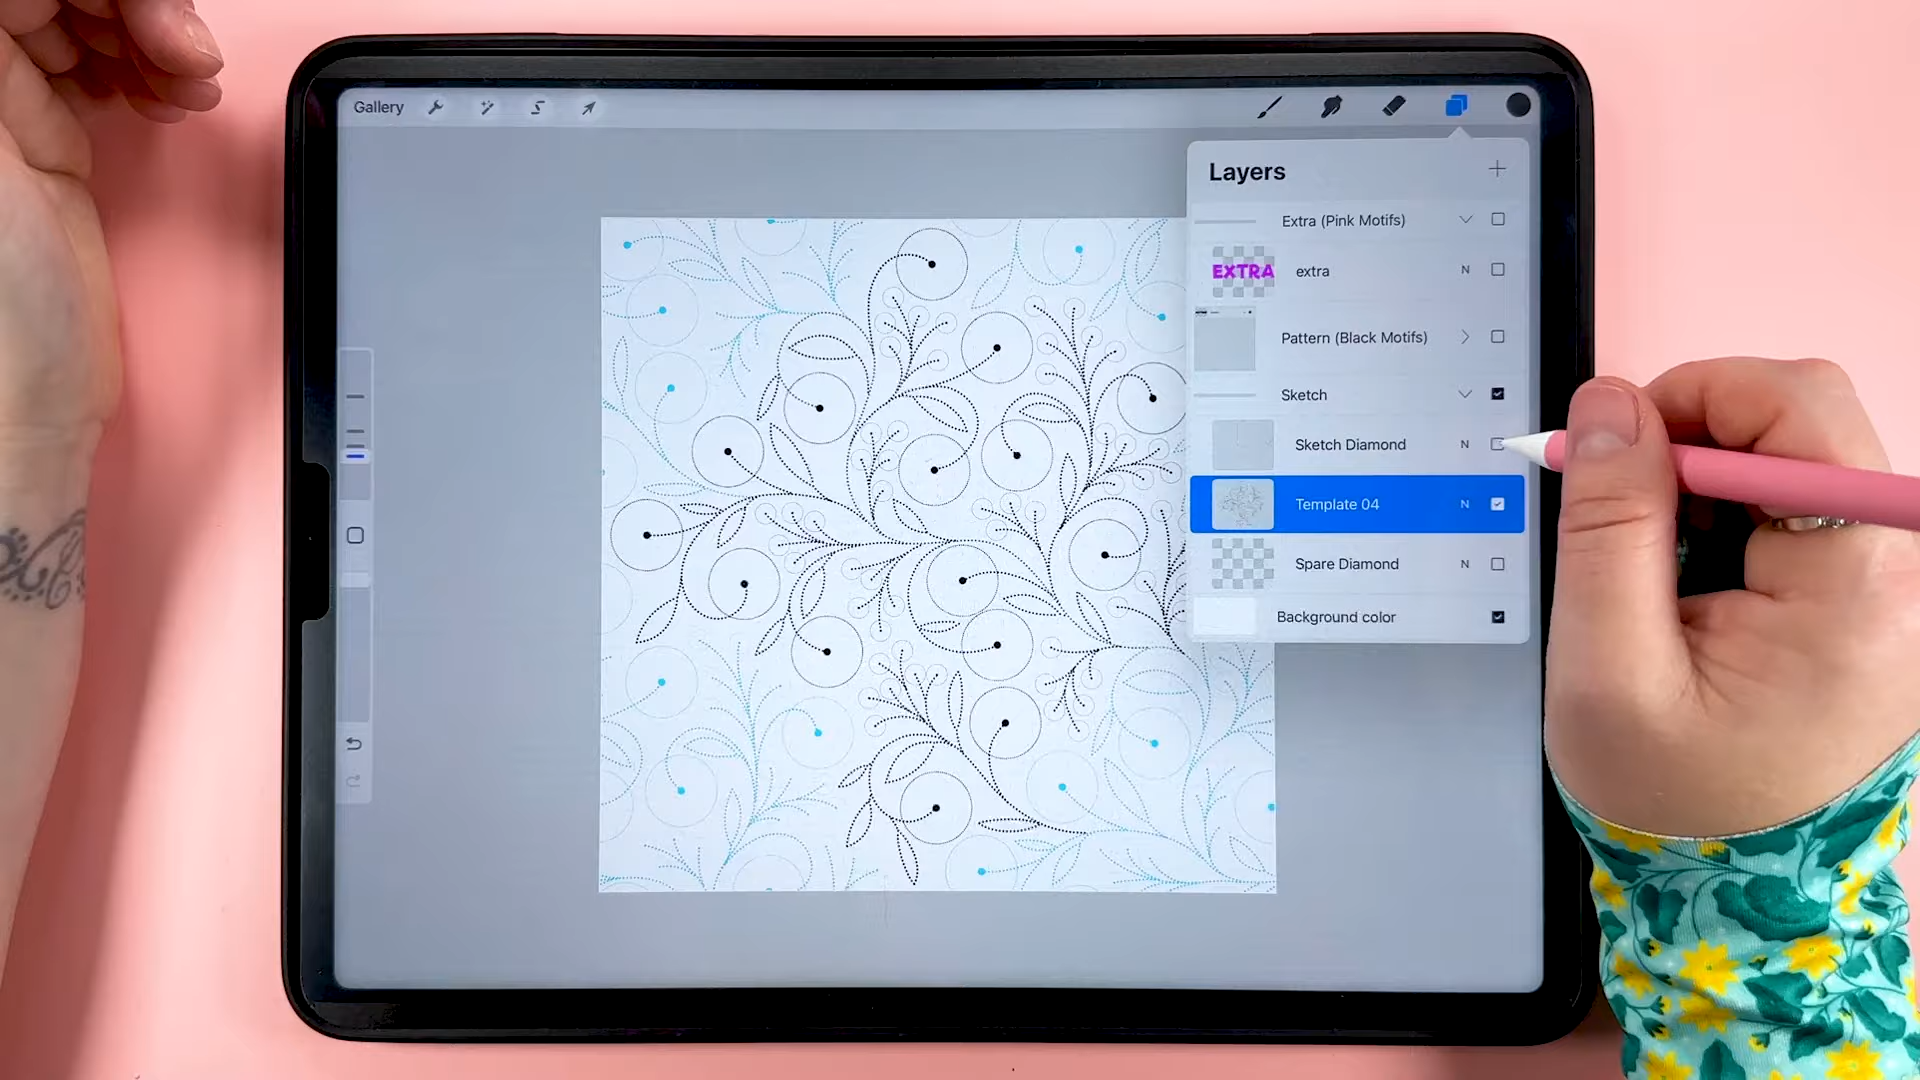 Gallery
Layers
Extra (Pink Motifs)
EXTRA
extra
N
Pattern (Black Motifs)
Sketch
Sketch Diamond
N
Template 04
N
Spare Diamond
N
Background color